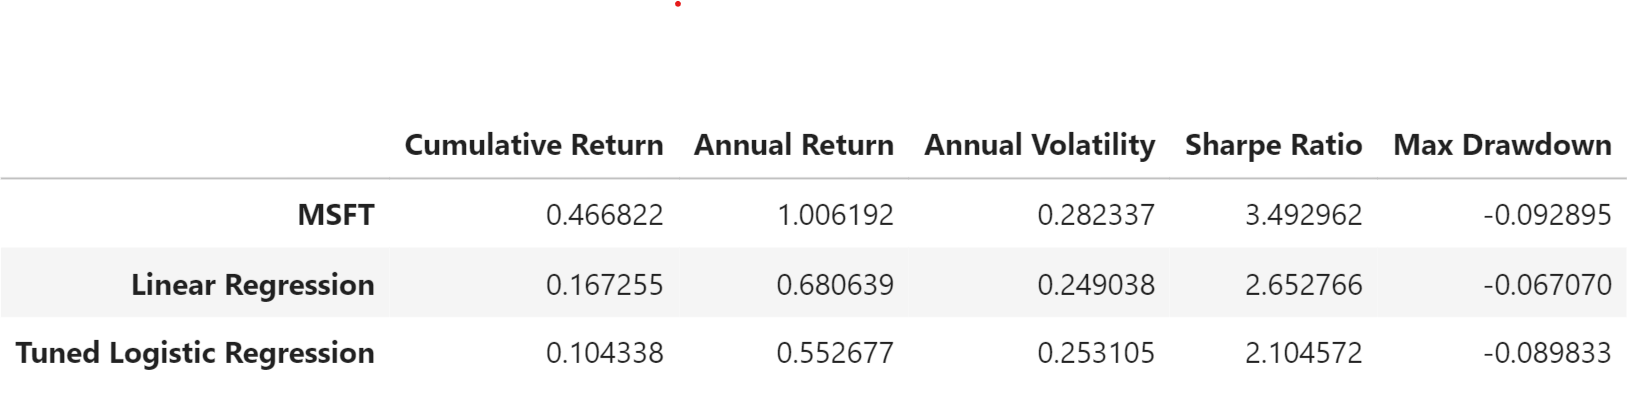 Cumulative Return Annual Return Annual Volatility Sharpe Ratio Max Drawdown
MSFT 0.466822 1.006192 0.282337 3.492962 -0.092895
Linear Regression 0.167255 0.680639 0.249038 2.652766 -0.067070
Tuned Logistic Regression 0.104338 0.552677 0.253105 2.104572 -0.089833